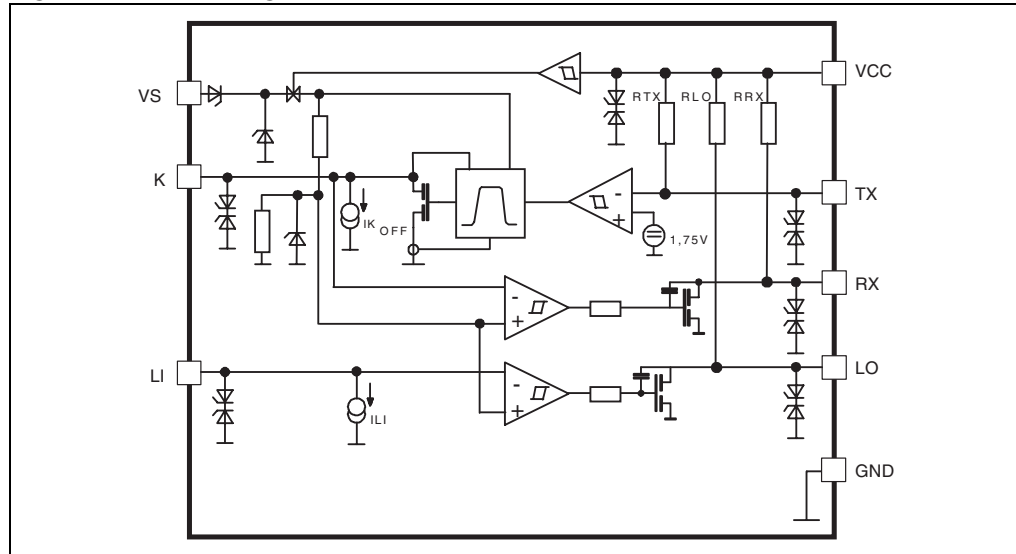 VCC
RTX RLO RRX
VS
K
TX
IK OFF
-
+
1,75V
-
+
RX
LI
-
+
LO
ILI
GND